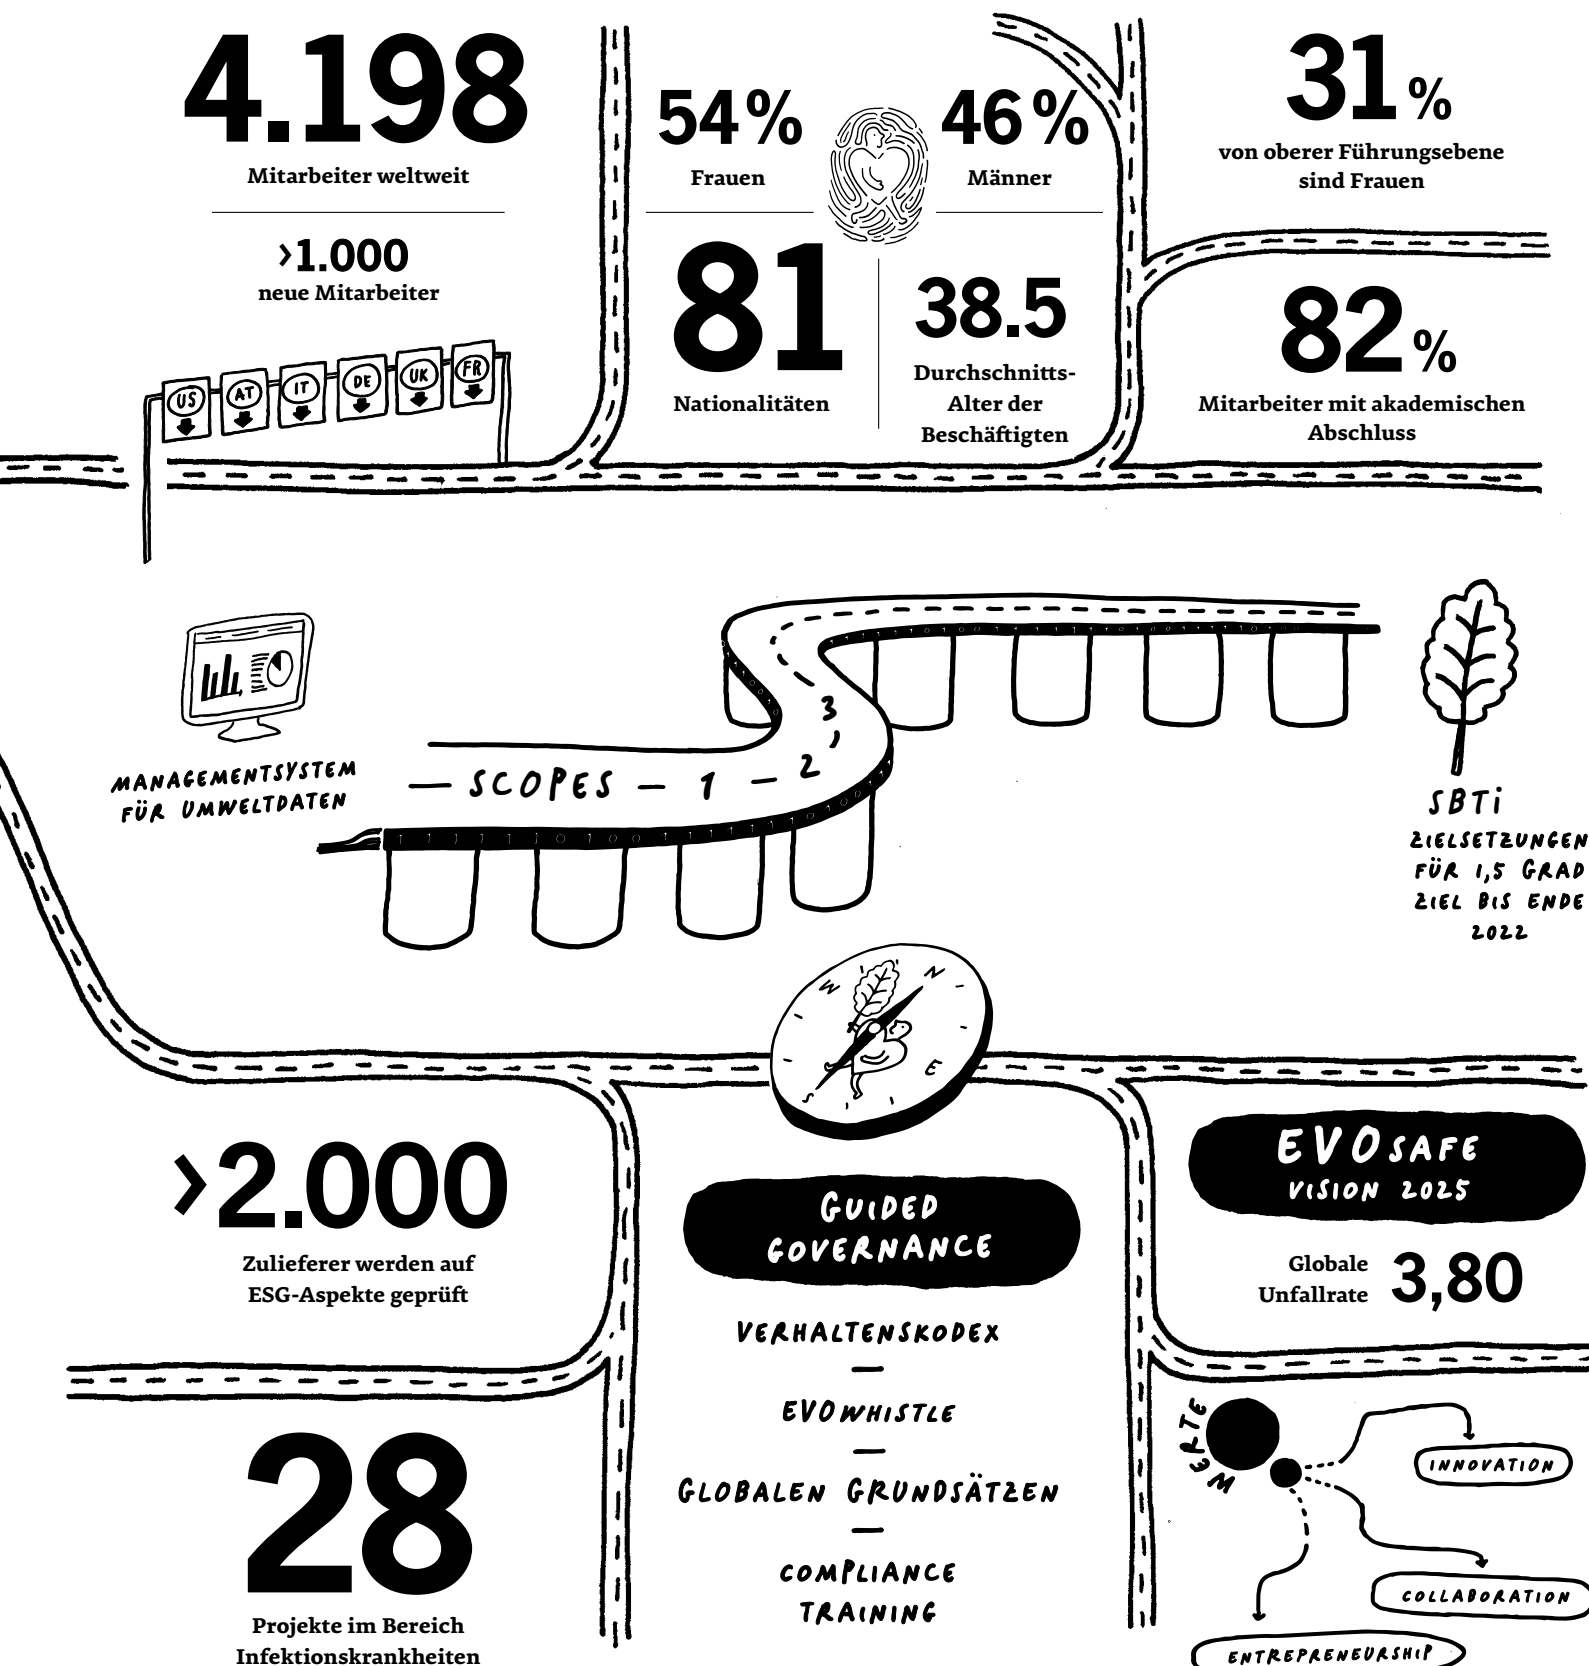 4.198
Mitarbeiter weltweit
>1.000
neue Mitarbeiter
US
AT
IT
DE
UK
FR
54%
Frauen
46%
Männer
81
Nationalitäten
38.5
Durchschnitts-
Alter der
Beschäftigten
31%
von oberer Führungsebene
sind Frauen
82%
Mitarbeiter mit akademischen
Abschluss
MANAGEMENTSYSTEM
FÜR UMWELTDATEN
— SCOPES — 1 — 2, 3
SBTi
ZIELSETZUNGEN
FÜR 1,5 GRAD
ZIEL BIS ENDE
2022
W
N
E
S
>2.000
Zulieferer werden auf
ESG-Aspekte geprüft
28
Projekte im Bereich
Infektionskrankheiten
GUIDED
GOVERNANCE
VERHALTENSKODEX
—
EVOWHISTLE
—
GLOBALEN GRUNDSÄTZEN
—
COMPLIANCE
TRAINING
EVOSAFE
VISION 2025
Globale
Unfallrate
3,80
WERTE
INNOVATION
COLLABORATION
ENTREPRENEURSHIP